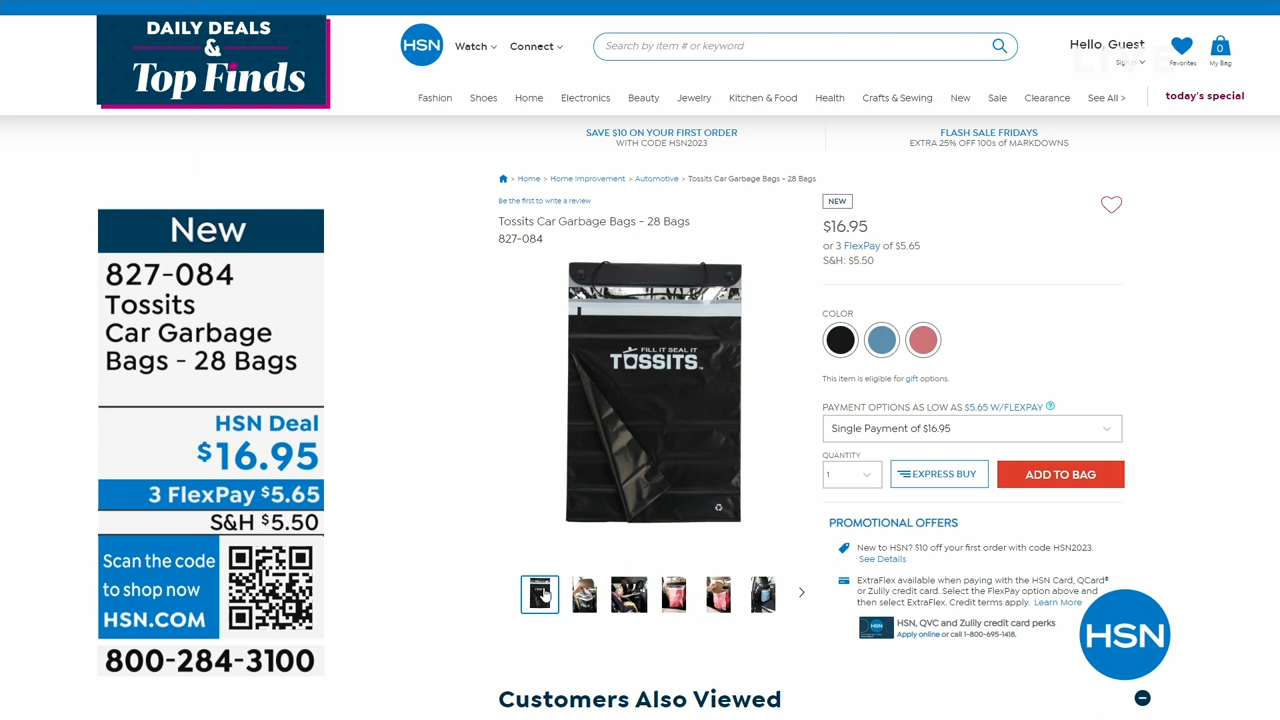 DAILY DEALS
&
Top Finds
HSN
Watch
Connect
Search by item # or keyword
Hello, Guest
Sign in
Favorites
0
My Bag
Fashion
Shoes
Home
Electronics
Beauty
Jewelry
Kitchen & Food
Health
Crafts & Sewing
New
Sale
Clearance
See All >
today's special
SAVE $10 ON YOUR FIRST ORDER
WITH CODE HSN2023
FLASH SALE FRIDAYS
EXTRA 25% OFF 100s of MARKDOWNS
> Home > Home Improvement > Automotive > Tossits Car Garbage Bags - 28 Bags
Be the first to write a review
Tossits Car Garbage Bags - 28 Bags
827-084
FILL IT SEAL IT
TOSSITS™
NEW
$16.95
or 3 FlexPay of $5.65
S&H: $5.50
COLOR
This item is eligible for gift options.
PAYMENT OPTIONS AS LOW AS $5.65 W/FLEXPAY ?
Single Payment of $16.95
QUANTITY
1
EXPRESS BUY
ADD TO BAG
PROMOTIONAL OFFERS
New to HSN? $10 off your first order with code HSN2023.
See Details
ExtraFlex available when paying with the HSN Card, QCard®
or Zulily credit card. Select the FlexPay option above and
then select ExtraFlex. Credit terms apply. Learn More
HSN, QVC and Zulily credit card perks
Apply online or call 1-800-695-1418.
HSN
Customers Also Viewed
New
827-084
Tossits
Car Garbage
Bags - 28 Bags
HSN Deal
$16.95
3 FlexPay $5.65
S&H $5.50
Scan the code
to shop now
HSN.COM
800-284-3100